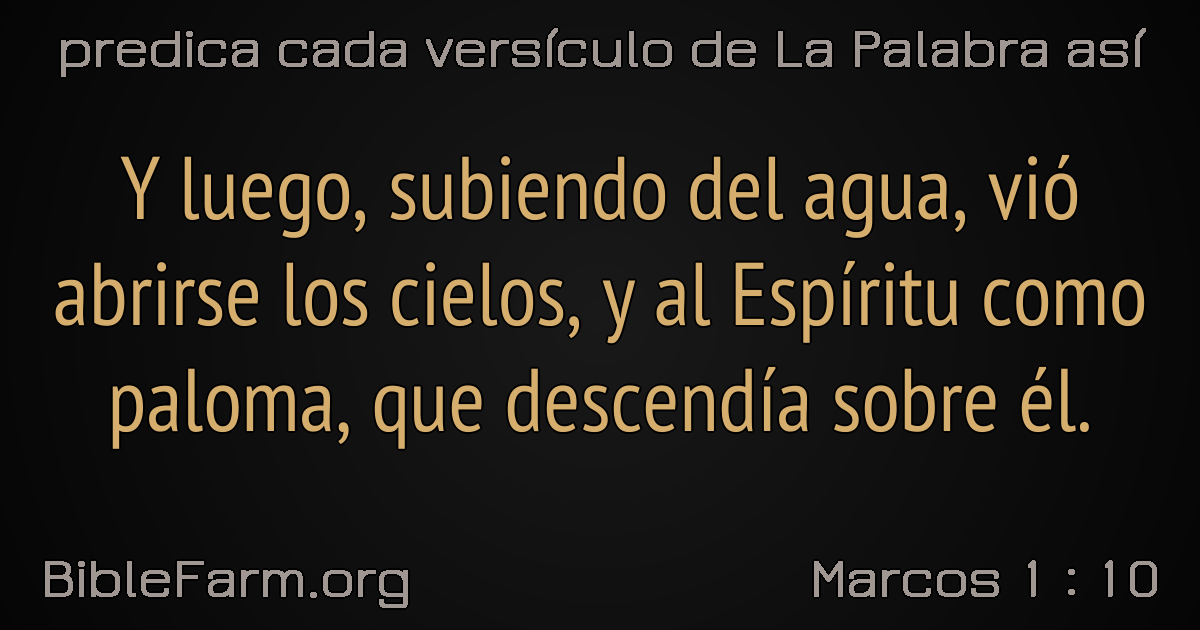 predica cada versículo de La Palabra así
Y luego, subiendo del agua, vió
abrirse los cielos, y al Espíritu como
paloma, que descendía sobre él.
BibleFarm.org
Marcos 1 : 10